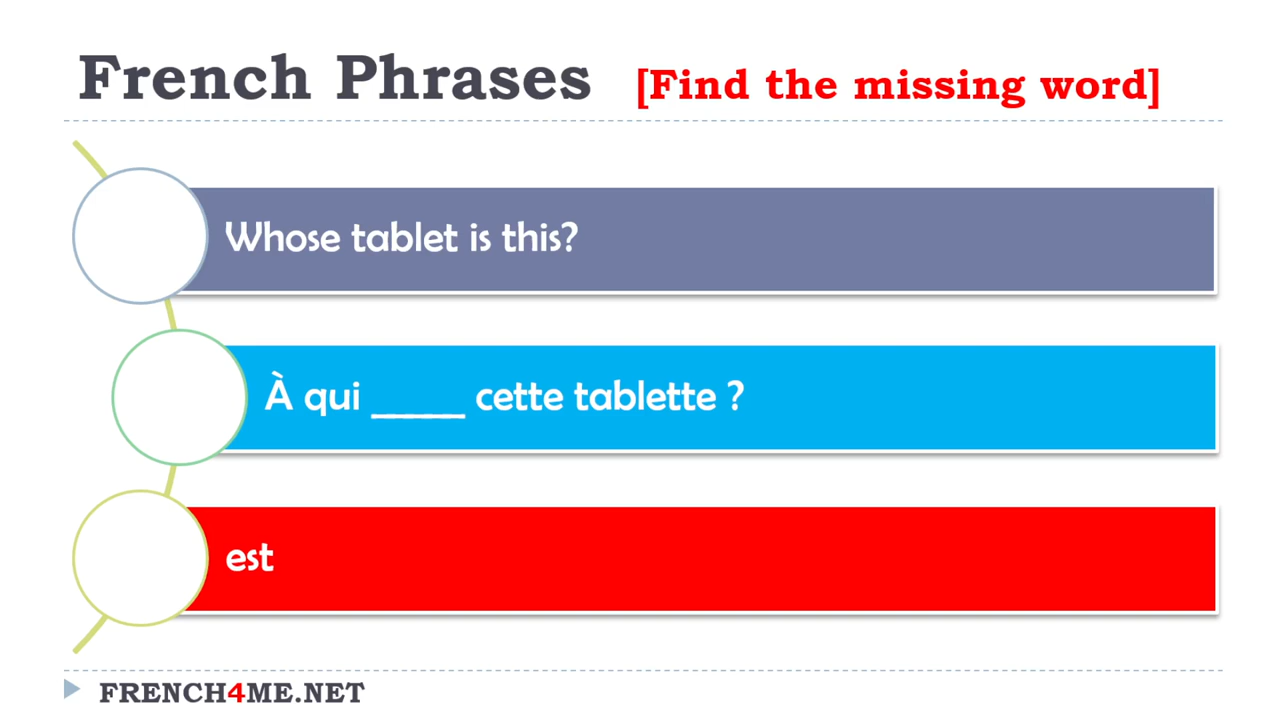 French Phrases [Find the missing word]
Whose tablet is this?
À qui _____ cette tablette ?
est
FRENCH4ME.NET